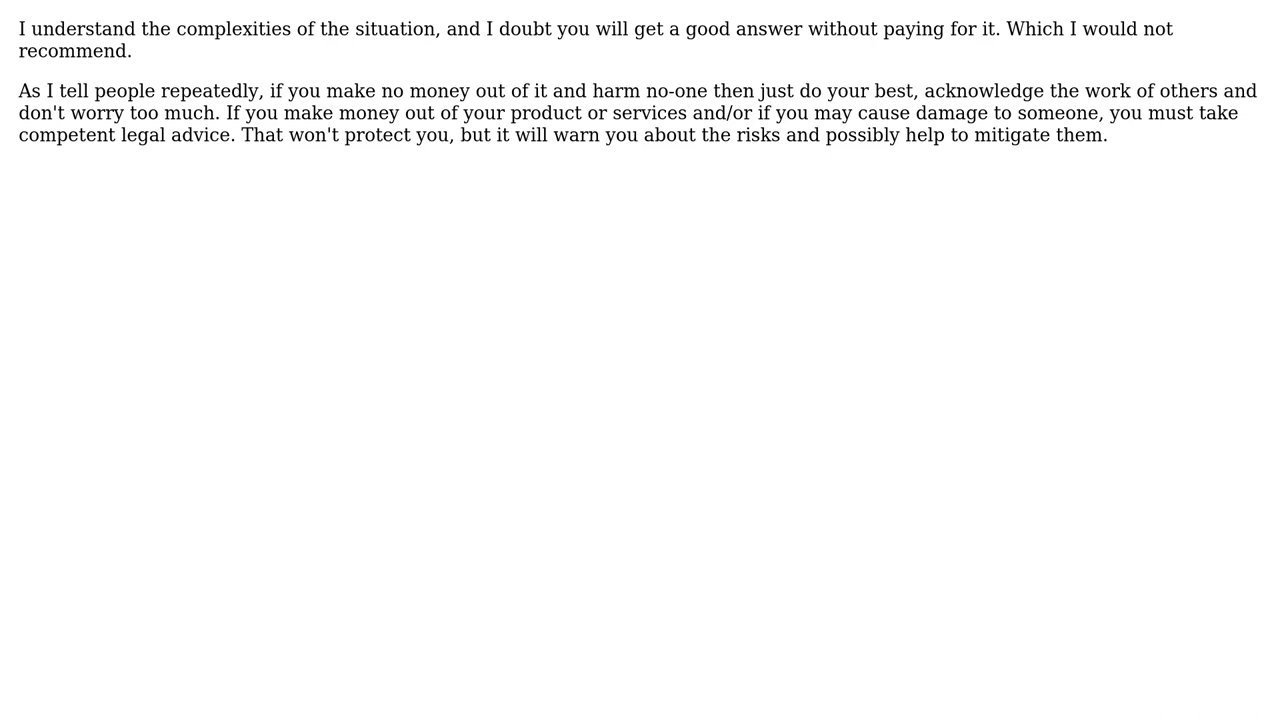 I understand the complexities of the situation, and I doubt you will get a good answer without paying for it. Which I would not
recommend.
As I tell people repeatedly, if you make no money out of it and harm no-one then just do your best, acknowledge the work of others and
don't worry too much. If you make money out of your product or services and/or if you may cause damage to someone, you must take
competent legal advice. That won't protect you, but it will warn you about the risks and possibly help to mitigate them.